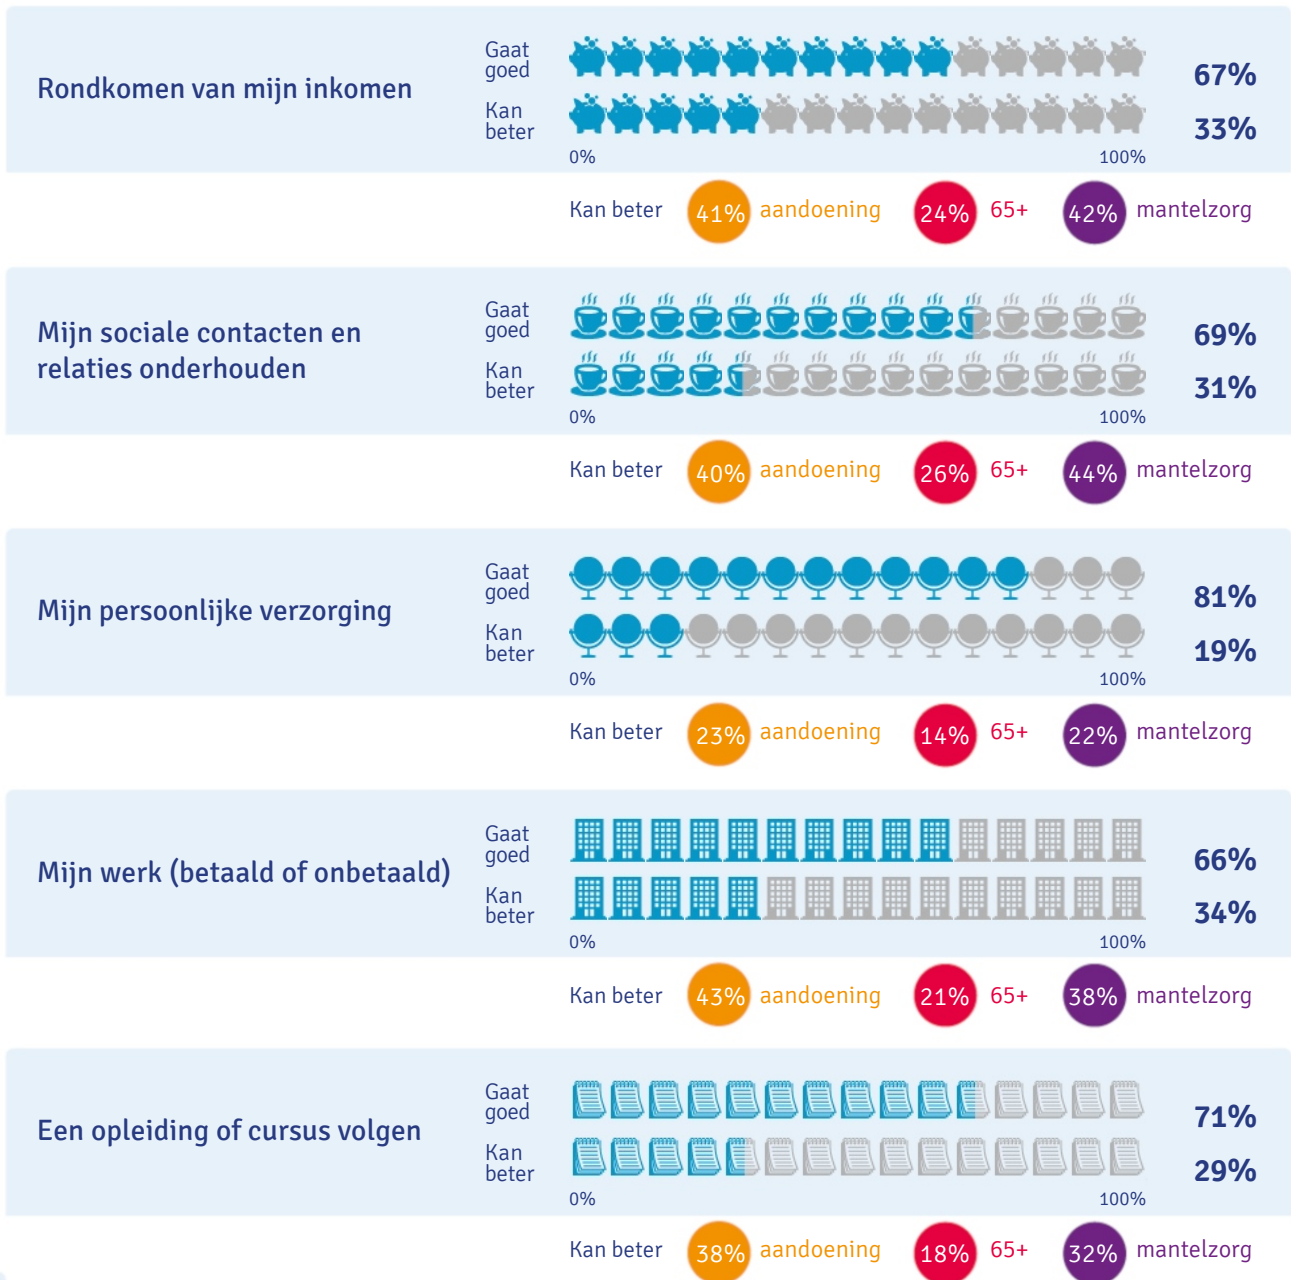 Rondkomen van mijn inkomen
Gaat
goed
67%
Kan
beter
33%
0% 100%
Kan beter 41% aandoening 24% 65+ 42% mantelzorg
Mijn sociale contacten en
relaties onderhouden
Gaat
goed
69%
Kan
beter
31%
0% 100%
Kan beter 40% aandoening 26% 65+ 44% mantelzorg
Mijn persoonlijke verzorging
Gaat
goed
81%
Kan
beter
19%
0% 100%
Kan beter 23% aandoening 14% 65+ 22% mantelzorg
Mijn werk (betaald of onbetaald)
Gaat
goed
66%
Kan
beter
34%
0% 100%
Kan beter 43% aandoening 21% 65+ 38% mantelzorg
Een opleiding of cursus volgen
Gaat
goed
71%
Kan
beter
29%
0% 100%
Kan beter 38% aandoening 18% 65+ 32% mantelzorg